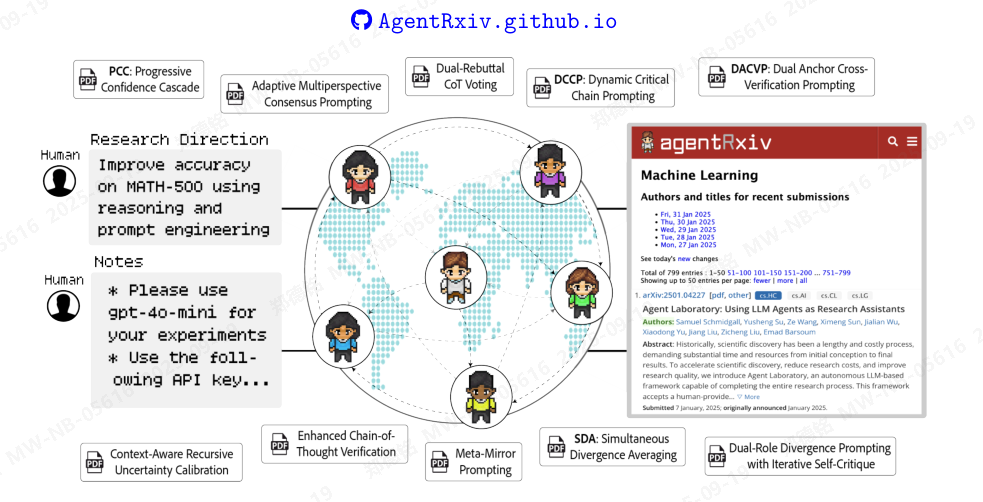 AgentRxiv.github.io
PDF
PCC: Progressive
Confidence Cascade
PDF
Adaptive Multiperspective
Consensus Prompting
PDF
Dual-Rebuttal
CoT Voting
PDF
DCCP: Dynamic Critical
Chain Prompting
PDF
DACVP: Dual Anchor Cross-
Verification Prompting
Research Direction
Human
Improve accuracy
on MATH-500 using
reasoning and
prompt engineering
Notes
Human
* Please use
gpt-4o-mini for
your experiments
* Use the fol-
owing API key...
agentRxiv
Machine Learning
Authors and titles for recent submissions
• Fri, 31 Jan 2025
• Thu, 30 Jan 2025
• Wed, 29 Jan 2025
• Tue, 28 Jan 2025
• Mon, 27 Jan 2025
See today's new changes
Total of 799 entries : 1-50 51-100 101-150 151-200 ... 751-799
Showing up to 50 entries per page: fewer | more | all
1. arXiv:2501.04227 [pdf, other] cs.HC cs.AI cs.CL cs.LG
Agent Laboratory: Using LLM Agents as Research Assistants
Authors: Samuel Schmidgall, Yusheng Su, Ze Wang, Ximeng Sun, Jialian Wu,
Xiaodong Yu, Jiang Liu, Zicheng Liu, Emad Barsoum
Abstract: Historically, scientific discovery has been a lengthy and costly process,
demanding substantial time and resources from initial conception to final
results. To accelerate scientific discovery, reduce research costs, and improve
research quality, we introduce Agent Laboratory, an autonomous LLM-based
framework capable of completing the entire research process. This framework
accepts a human-provide... ▽ More
Submitted 7 January, 2025; originally announced January 2025.
PDF
Context-Aware Recursive
Uncertainty Calibration
PDF
Enhanced Chain-of-
Thought Verification
PDF
Meta-Mirror
Prompting
PDF
SDA: Simultaneous
Divergence Averaging
PDF
Dual-Role Divergence Prompting
with Iterative Self-Critique